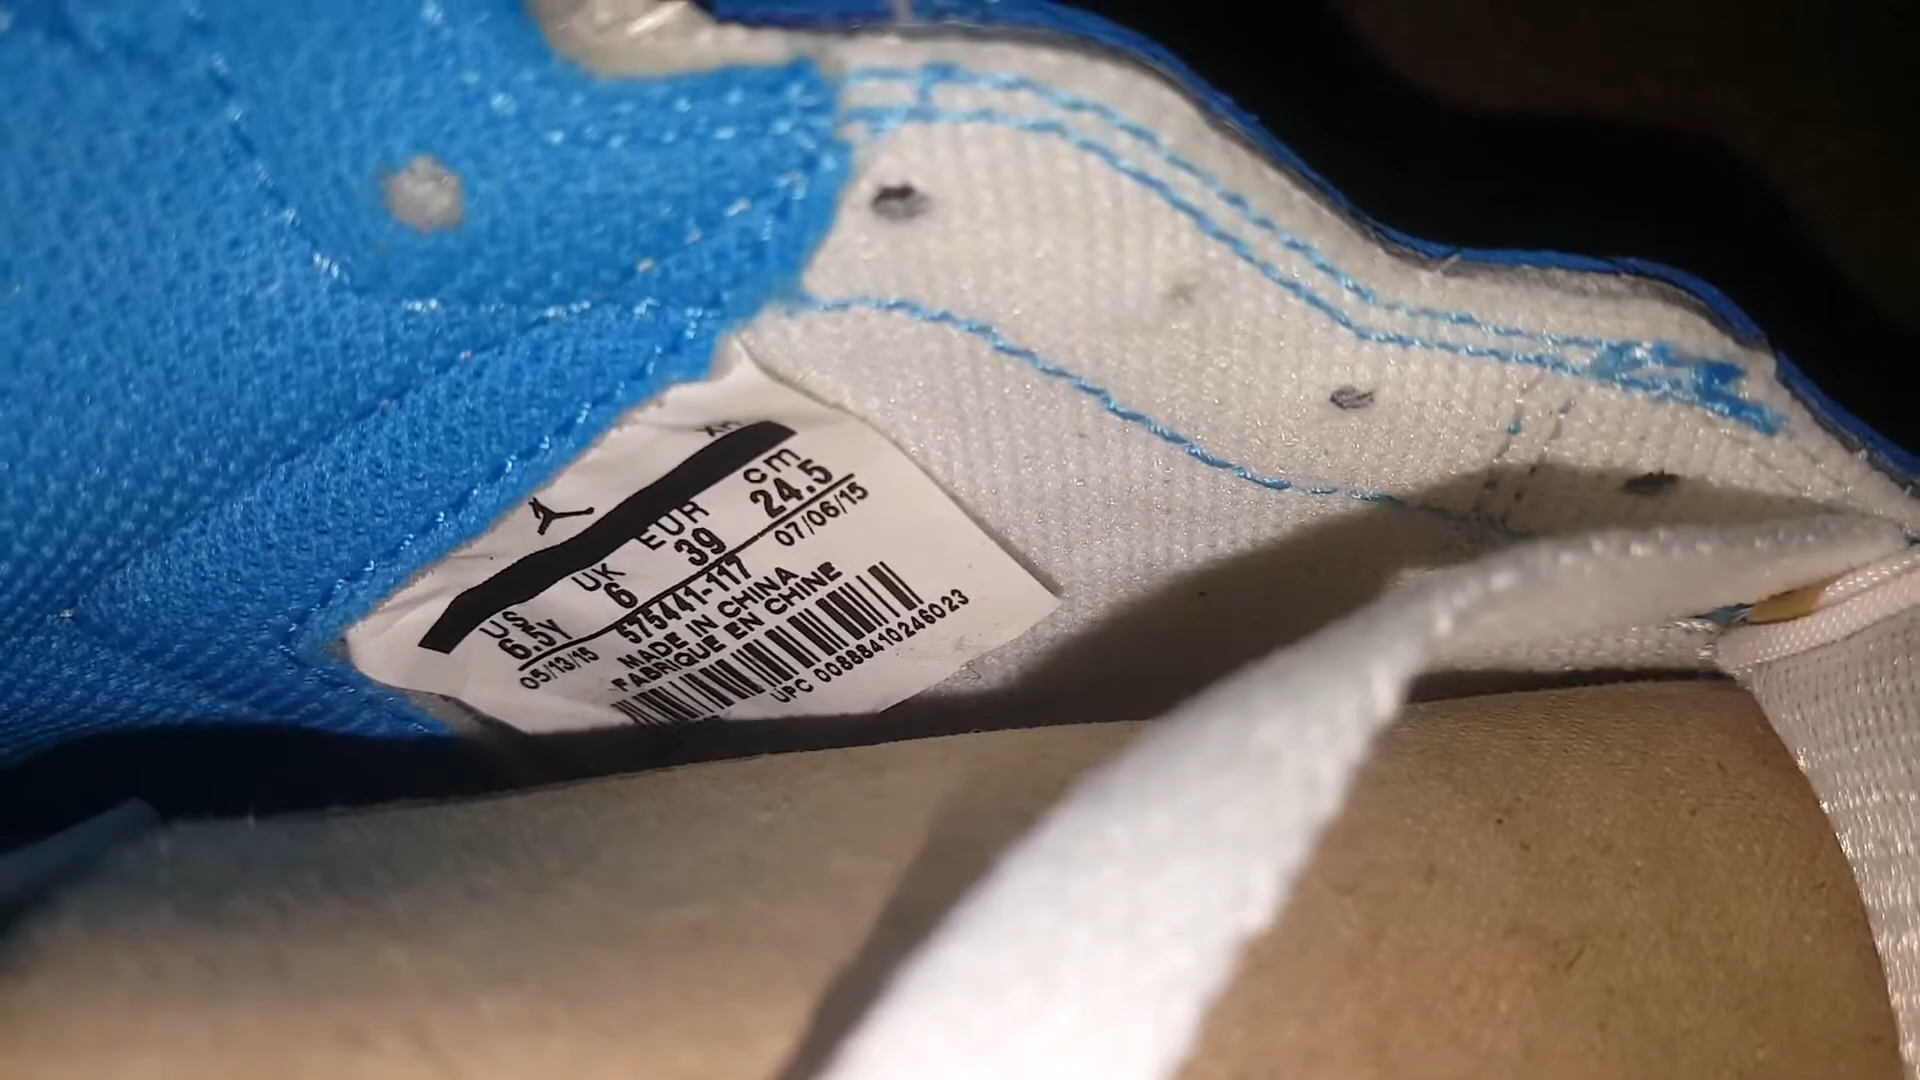 XH
US UK EUR cm
6.5Y 6 39 24.5
05/13/15 575441-117 07/06/15
MADE IN CHINA
FABRIQUE EN CHINE
UPC 00888410246023